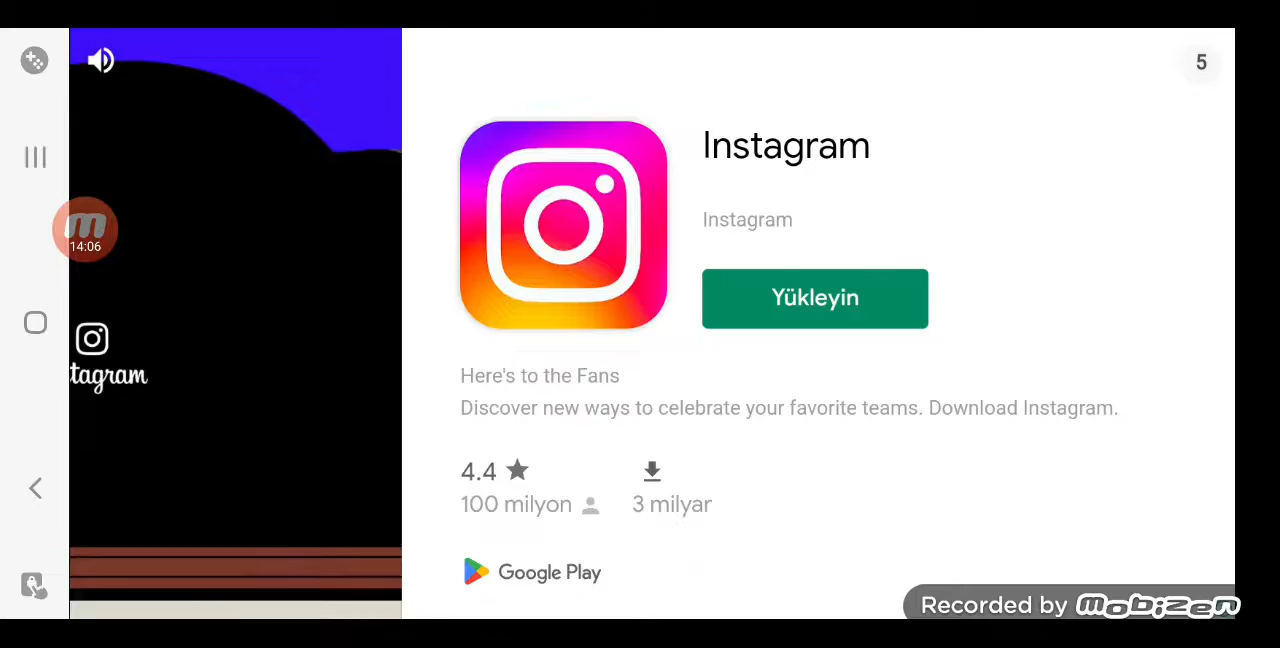 5
Instagram
Instagram
14:06
Yükleyin
tagram
Here's to the Fans
Discover new ways to celebrate your favorite teams. Download Instagram.
4.4
100 milyon
3 milyar
Google Play
Recorded by mobizen